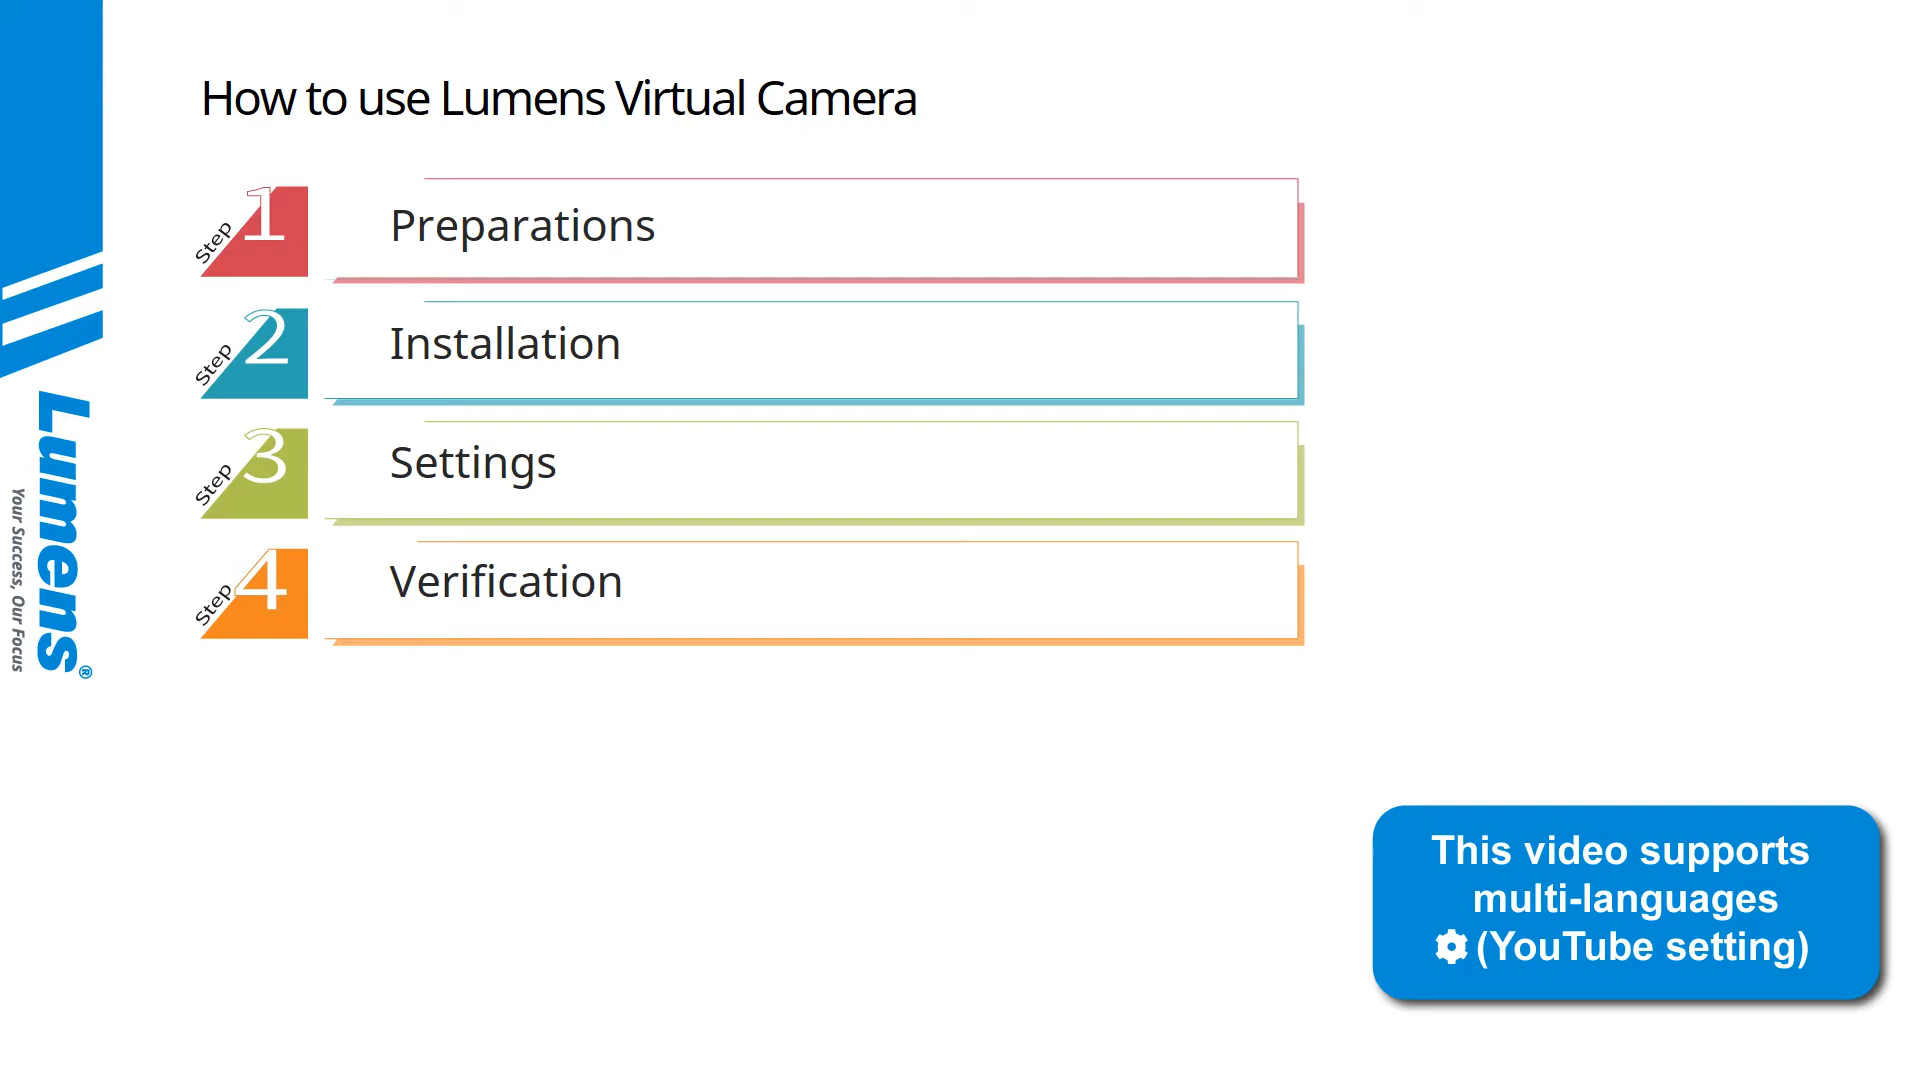 How to use Lumens Virtual Camera
Step 1
Preparations
Step 2
Installation
Step 3
Settings
Step 4
Verification
Lumens®
Your Success, Our Focus
This video supports
multi-languages
(YouTube setting)